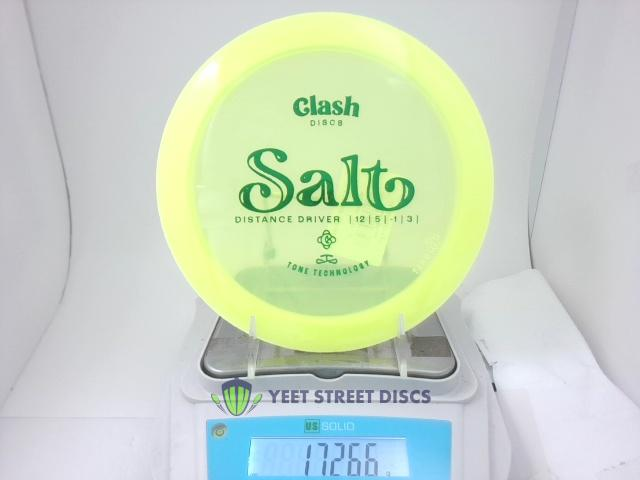 Clash
DISCS
Salt
DISTANCE DRIVER | 12 | 5 | -1 | 3 |
TONE TECHNOLOGY
YEET STREET DISCS
US SOLID
172.66
g